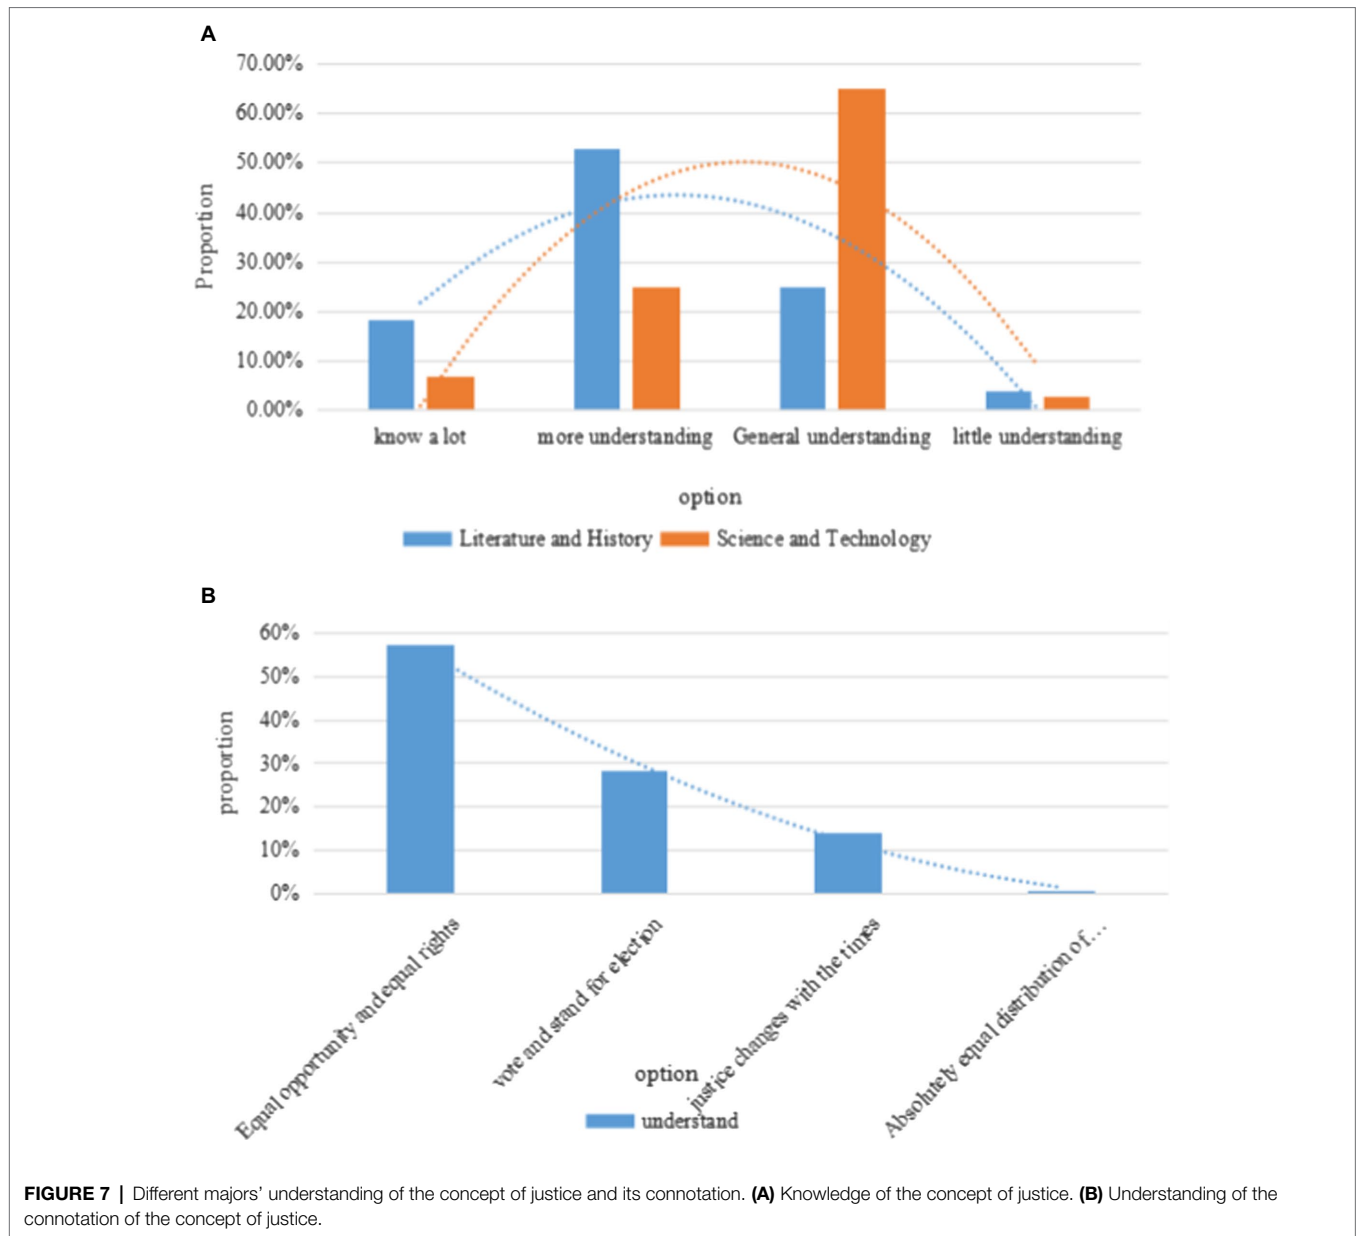 A
70.00%
60.00%
50.00%
40.00%
30.00%
20.00%
10.00%
0.00%
Proportion
know a lot
more understanding
General understanding
little understanding
option
Literature and History
Science and Technology
B
60%
50%
40%
30%
20%
10%
0%
proportion
Equal opportunity and equal rights
vote and stand for election
justice changes with the times
Absolutely equal distribution of…
option
understand
FIGURE 7 | Different majors’ understanding of the concept of justice and its connotation. (A) Knowledge of the concept of justice. (B) Understanding of the
connotation of the concept of justice.